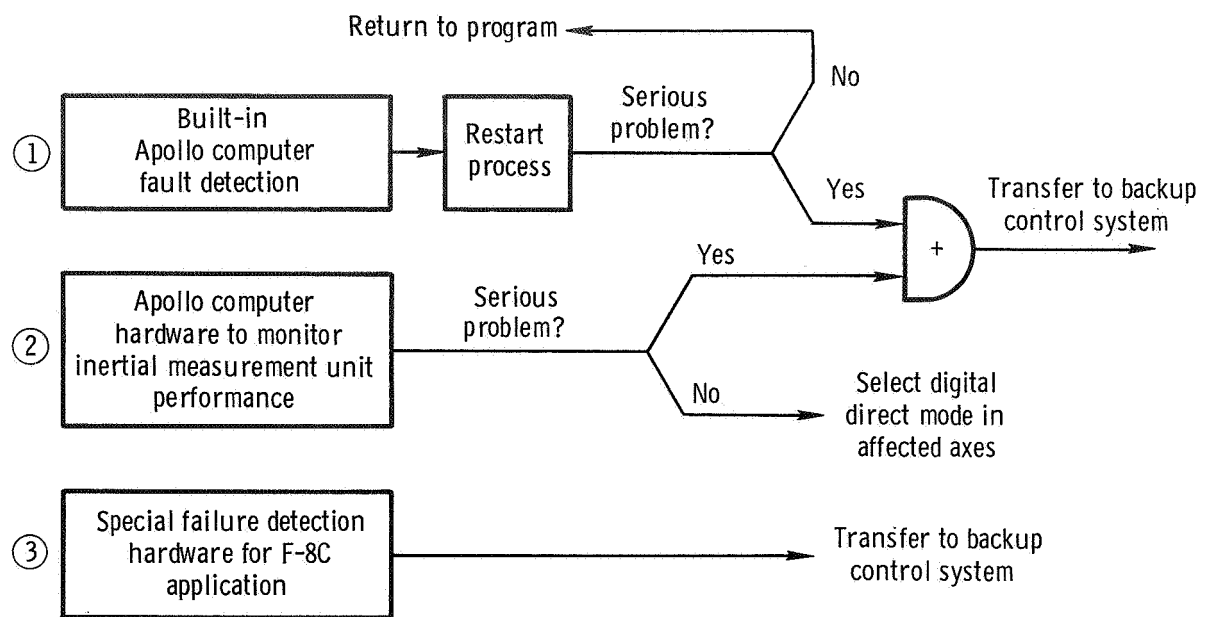 Return to program
No
①
Built-in
Apollo computer
fault detection
Restart
process
Serious
problem?
Yes
+
Transfer to backup
control system
②
Apollo computer
hardware to monitor
inertial measurement unit
performance
Serious
problem?
Yes
No
Select digital
direct mode in
affected axes
③
Special failure detection
hardware for F-8C
application
Transfer to backup
control system